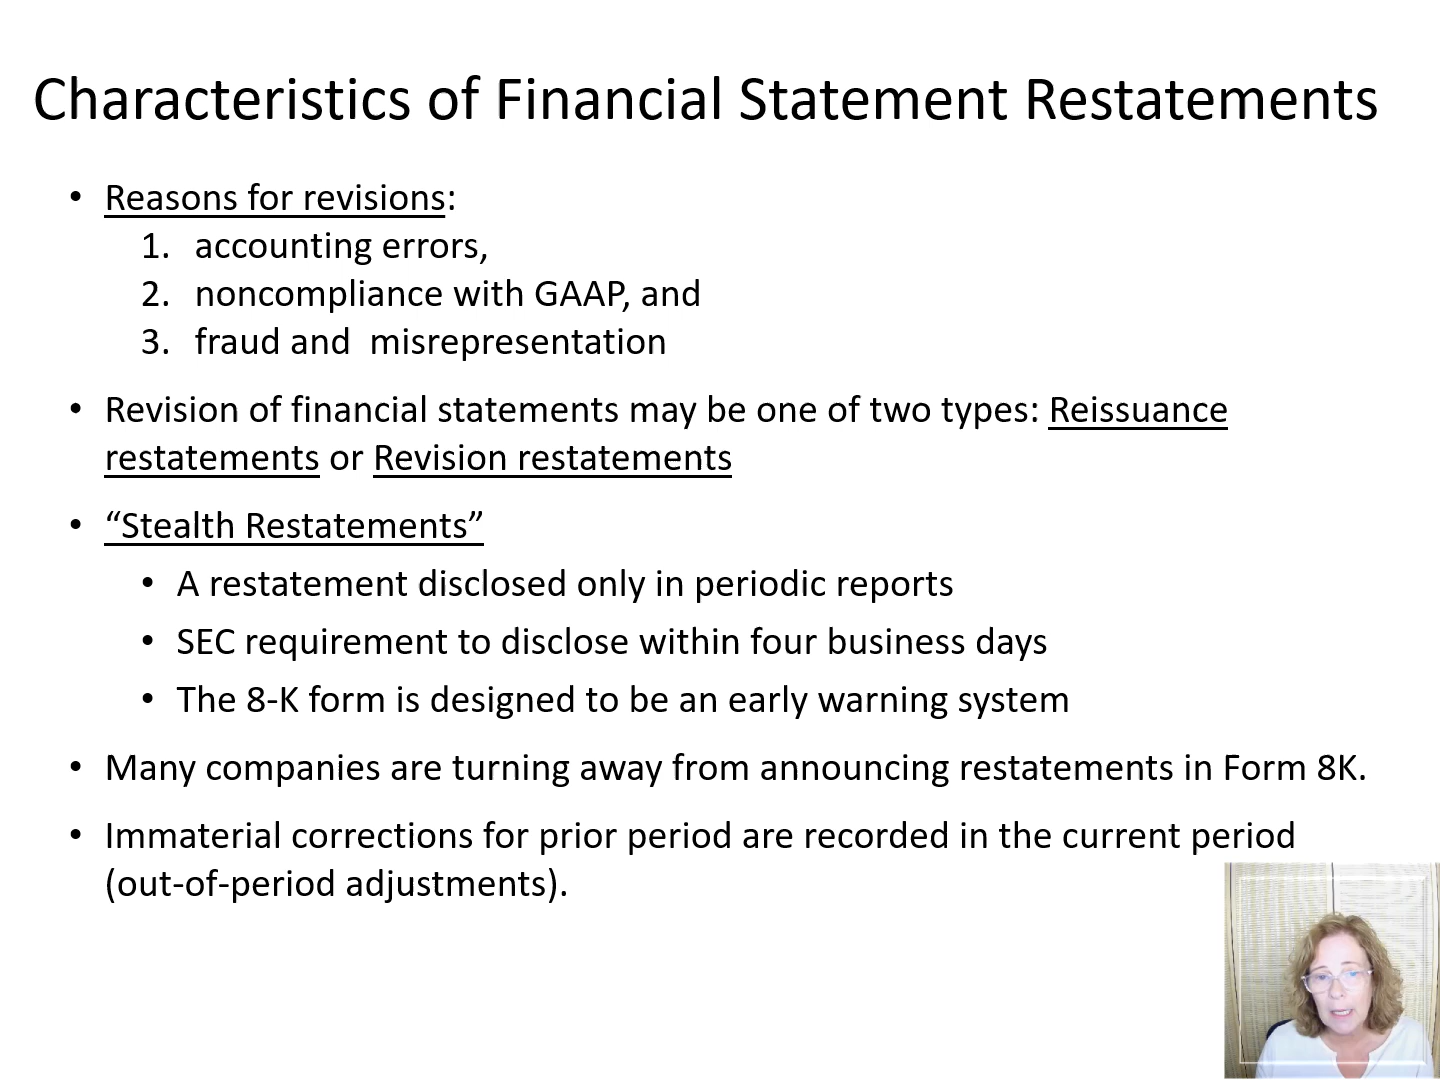 Characteristics of Financial Statement Restatements
• Reasons for revisions:
1. accounting errors,
2. noncompliance with GAAP, and
3. fraud and  misrepresentation
• Revision of financial statements may be one of two types: Reissuance
restatements or Revision restatements
• “Stealth Restatements”
• A restatement disclosed only in periodic reports
• SEC requirement to disclose within four business days
• The 8-K form is designed to be an early warning system
• Many companies are turning away from announcing restatements in Form 8K.
• Immaterial corrections for prior period are recorded in the current period
(out-of-period adjustments).